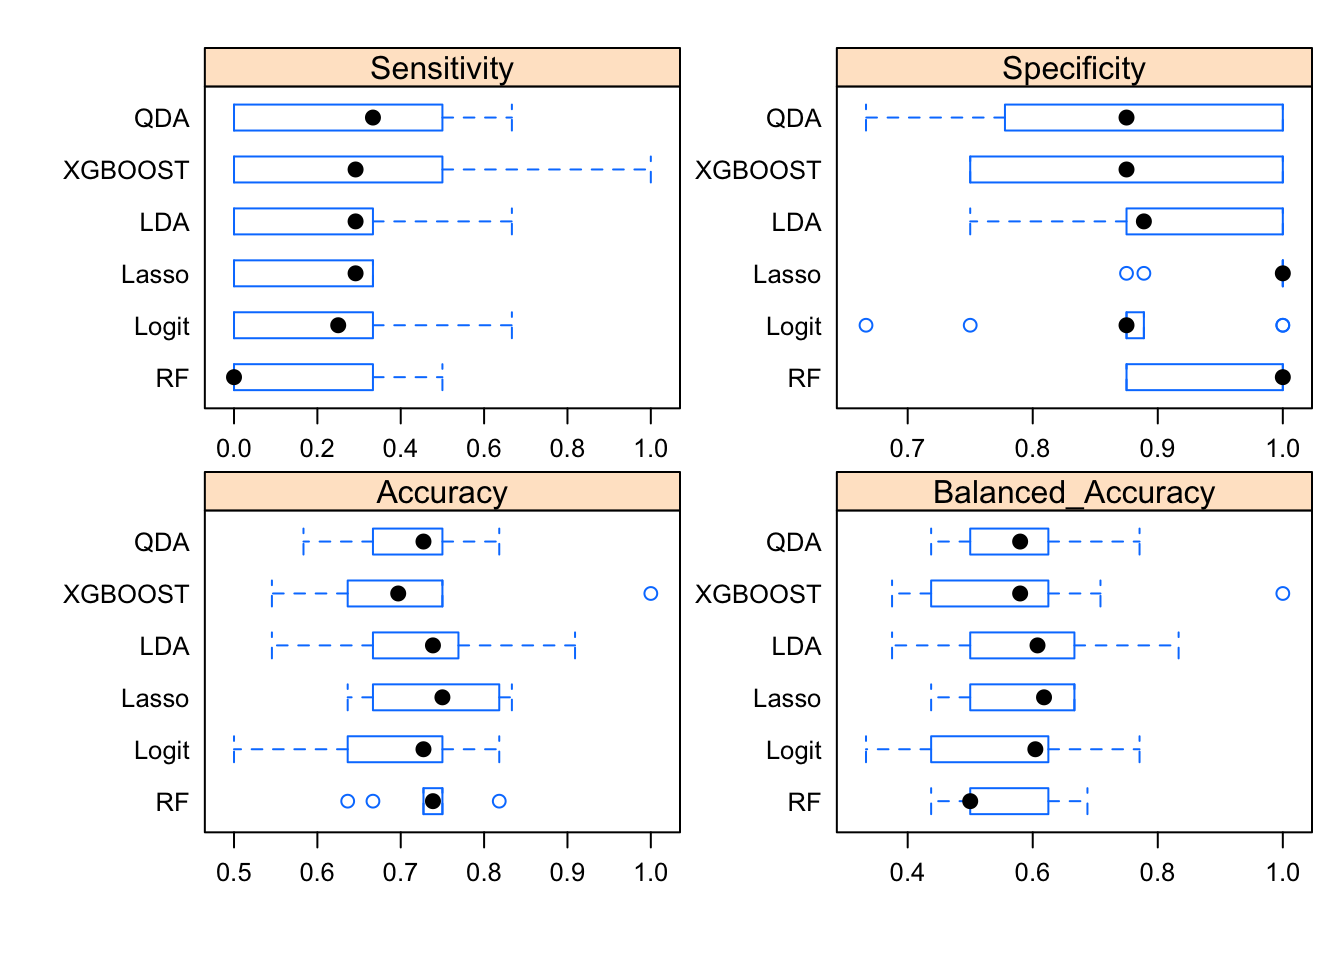 Sensitivity
QDA
XGBOOST
LDA
Lasso
Logit
RF
0.0 0.2 0.4 0.6 0.8 1.0
Specificity
QDA
XGBOOST
LDA
Lasso
Logit
RF
0.7 0.8 0.9 1.0
Accuracy
QDA
XGBOOST
LDA
Lasso
Logit
RF
0.5 0.6 0.7 0.8 0.9 1.0
Balanced_Accuracy
QDA
XGBOOST
LDA
Lasso
Logit
RF
0.4 0.6 0.8 1.0